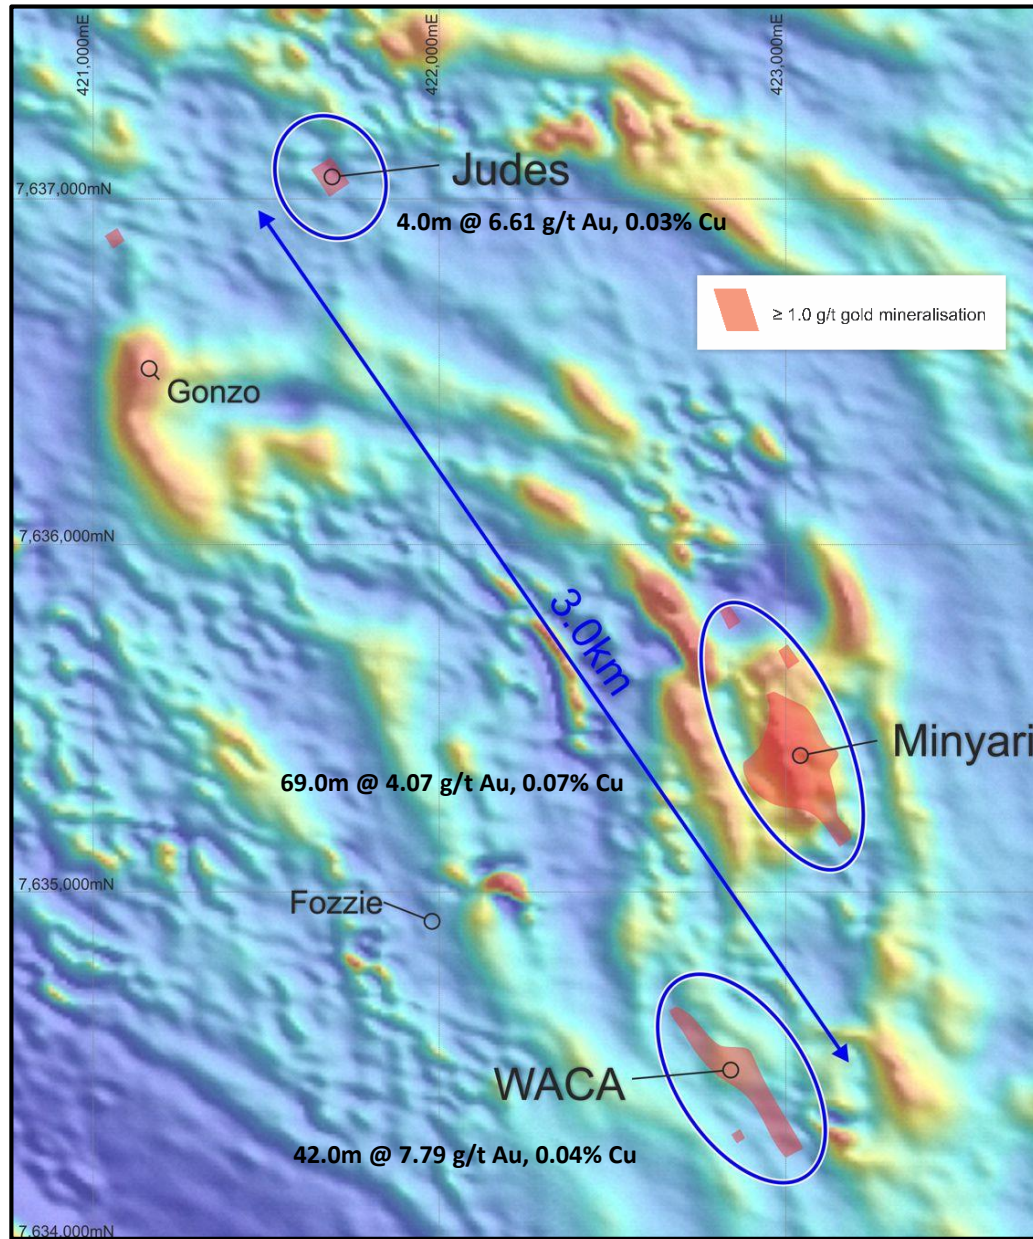 421,000mE
422,000mE
423,000mE
Judes
7,637,000mN
4.0m @ 6.61 g/t Au, 0.03% Cu
≥ 1.0 g/t gold mineralisation
Gonzo
7,636,000mN
3.0km
Minyari
69.0m @ 4.07 g/t Au, 0.07% Cu
7,635,000mN
Fozzie
WACA
42.0m @ 7.79 g/t Au, 0.04% Cu
7,634,000mN